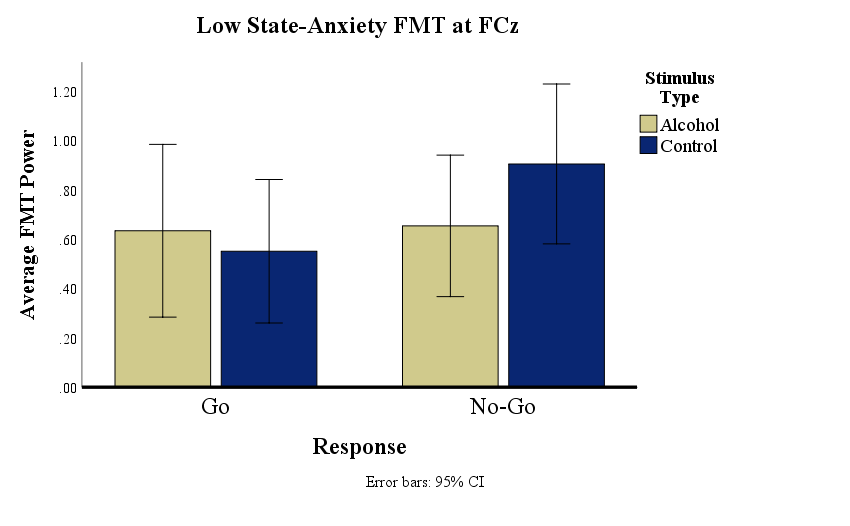 Low State-Anxiety FMT at FCz
Average FMT Power
1.20
1.00
.80
.60
.40
.20
.00
Go
No-Go
Response
Stimulus
Type
Alcohol
Control
Error bars: 95% CI